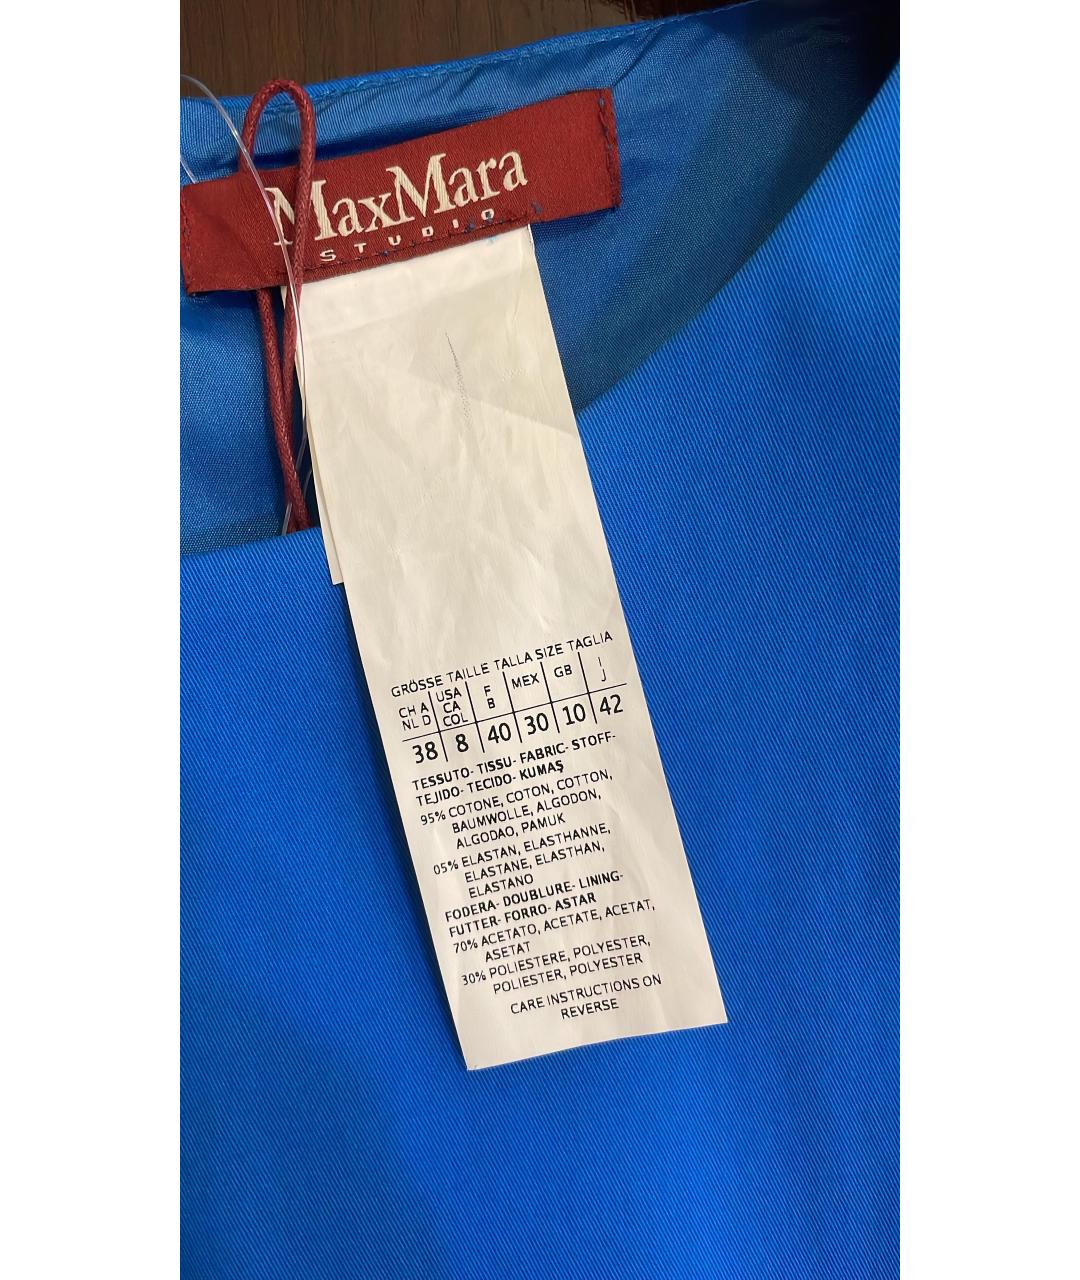 MaxMara
STUDIO
GRÖSSE TAILLE TALLA SIZE TAGLIA
CH A USA F MEX GB I
NL D CA B J
COL
38 8 40 30 10 42
TESSUTO- TISSU- FABRIC- STOFF-
TEJIDO- TECIDO- KUMAŞ
95% COTONE, COTON, COTTON,
BAUMWOLLE, ALGODON,
ALGODAO, PAMUK
05% ELASTAN, ELASTHANNE,
ELASTANE, ELASTHAN,
ELASTANO
FODERA- DOUBLURE- LINING-
FUTTER- FORRO- ASTAR
70% ACETATO, ACETATE, ACETAT,
ASETAT
30% POLIESTERE, POLYESTER,
POLIESTER, POLYESTER
CARE INSTRUCTIONS ON
REVERSE